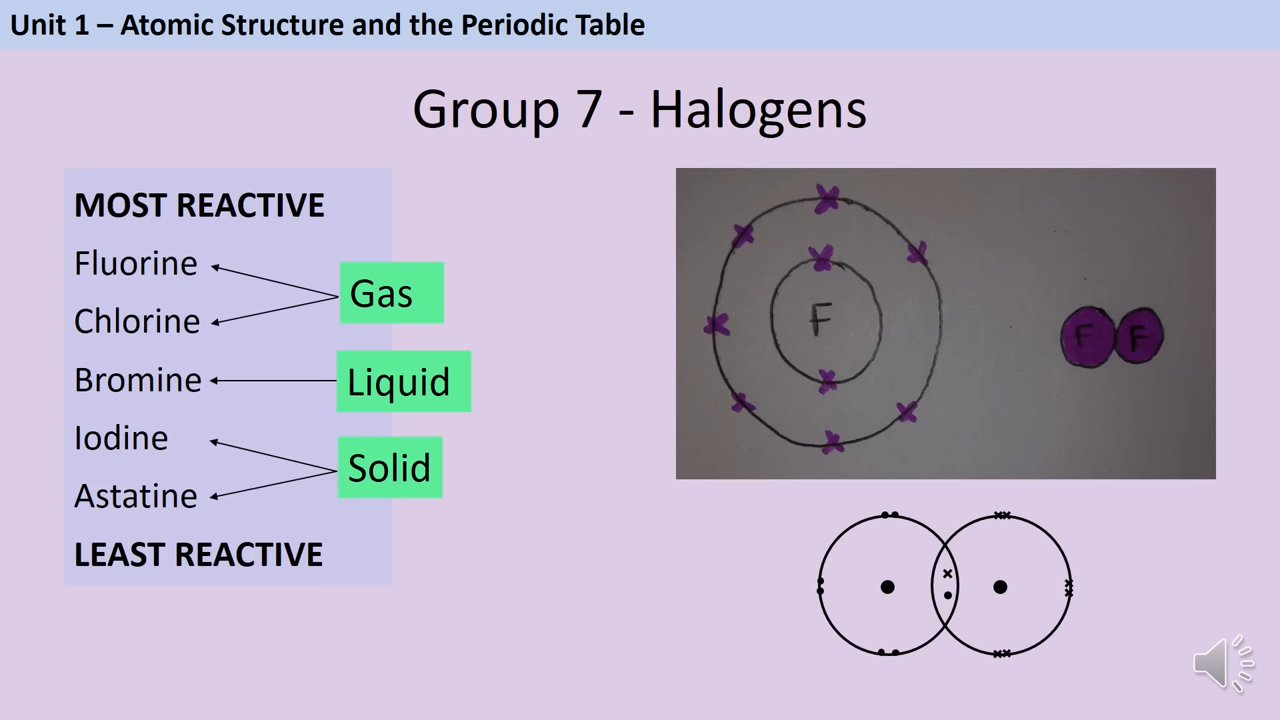 Unit 1 – Atomic Structure and the Periodic Table
Group 7 - Halogens
MOST REACTIVE
Fluorine
Chlorine
Bromine
Iodine
Astatine
LEAST REACTIVE
Gas
Liquid
Solid
F
F F